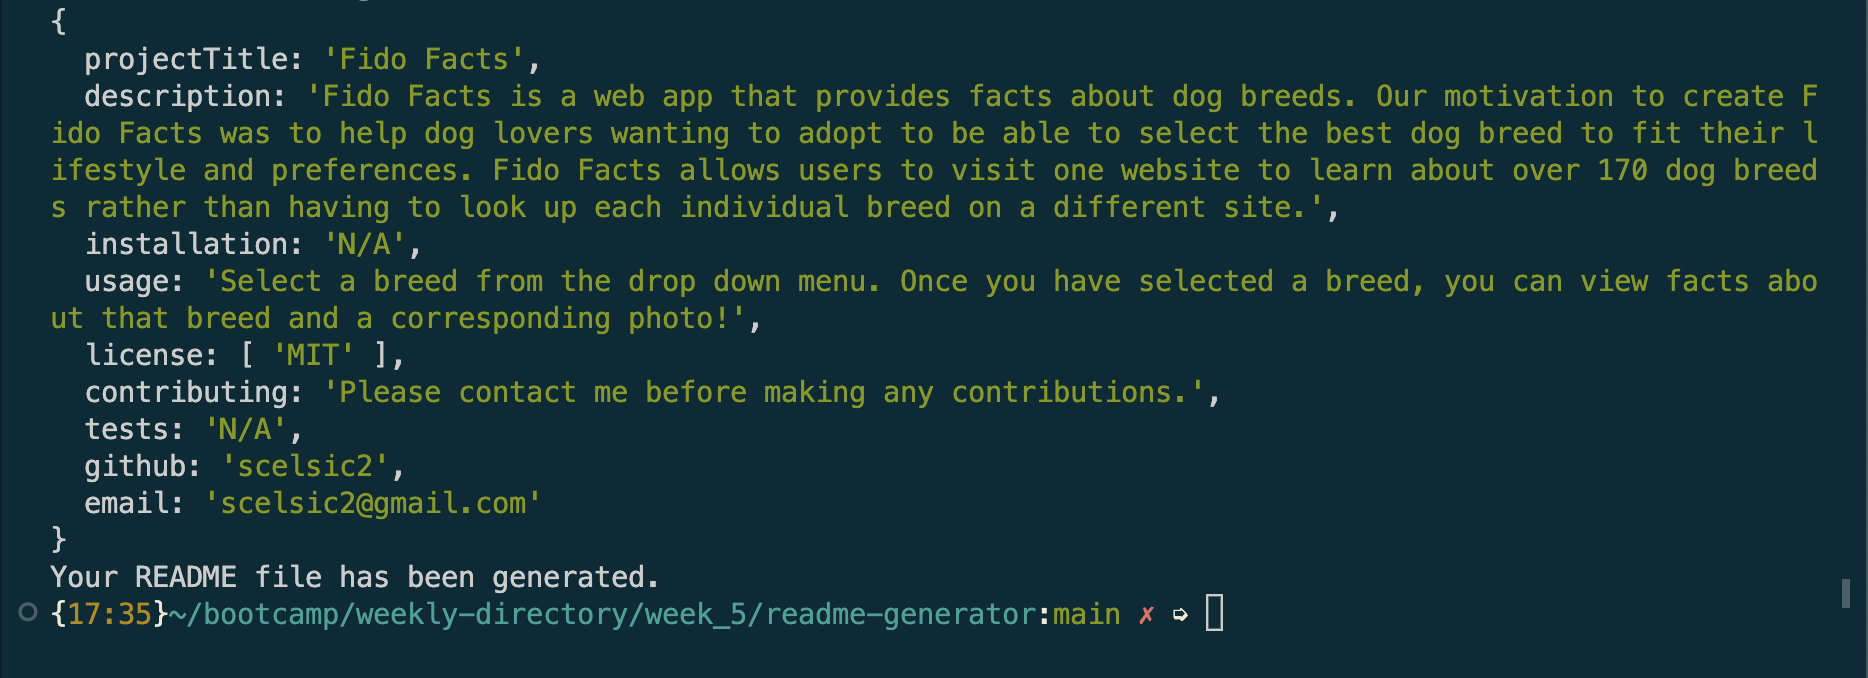 {
  projectTitle: 'Fido Facts',
  description: 'Fido Facts is a web app that provides facts about dog breeds. Our motivation to create F
ido Facts was to help dog lovers wanting to adopt to be able to select the best dog breed to fit their l
ifestyle and preferences. Fido Facts allows users to visit one website to learn about over 170 dog breed
s rather than having to look up each individual breed on a different site.',
  installation: 'N/A',
  usage: 'Select a breed from the drop down menu. Once you have selected a breed, you can view facts abo
ut that breed and a corresponding photo!',
  license: [ 'MIT' ],
  contributing: 'Please contact me before making any contributions.',
  tests: 'N/A',
  github: 'scelsic2',
  email: 'scelsic2@gmail.com'
}
Your README file has been generated.
{17:35}~/bootcamp/weekly-directory/week_5/readme-generator:main ✗ ➩